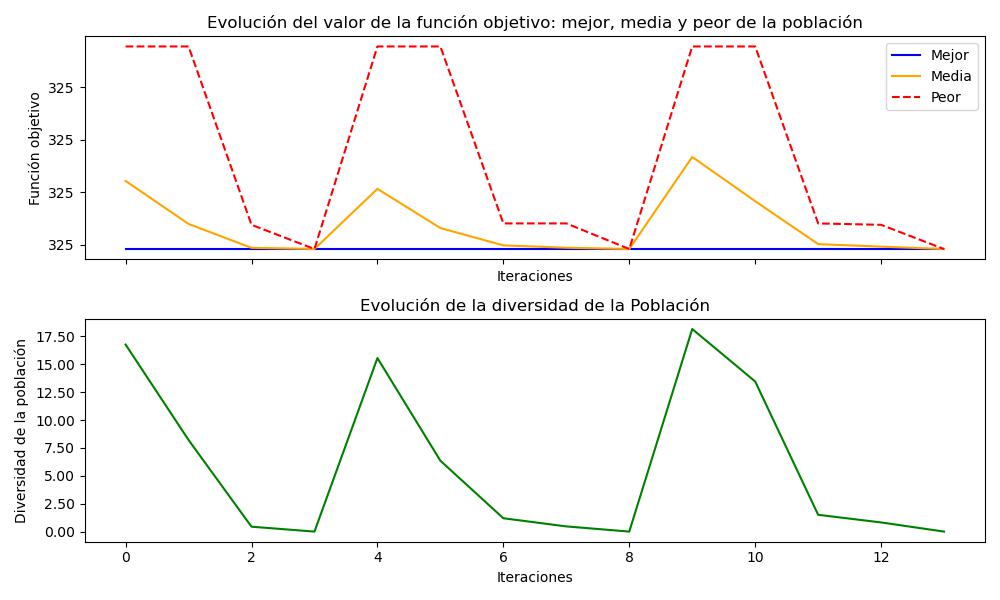 Evolución del valor de la función objetivo: mejor, media y peor de la población
Función objetivo
325
325
325
325
Mejor
Media
Peor
Iteraciones
Evolución de la diversidad de la Población
Diversidad de la población
17.50
15.00
12.50
10.00
7.50
5.00
2.50
0.00
0 2 4 6 8 10 12
Iteraciones